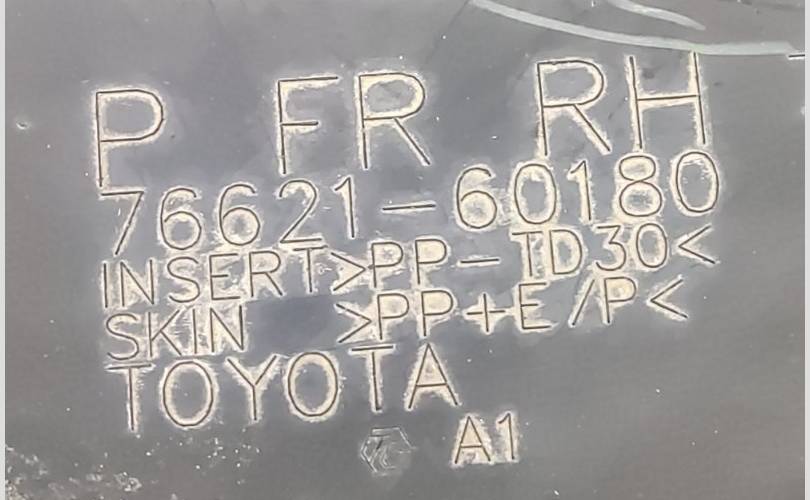 P FR RH
76621-60180
INSERT>PP-TD30<
SKIN >PP+E/P<
TOYOTA
A1